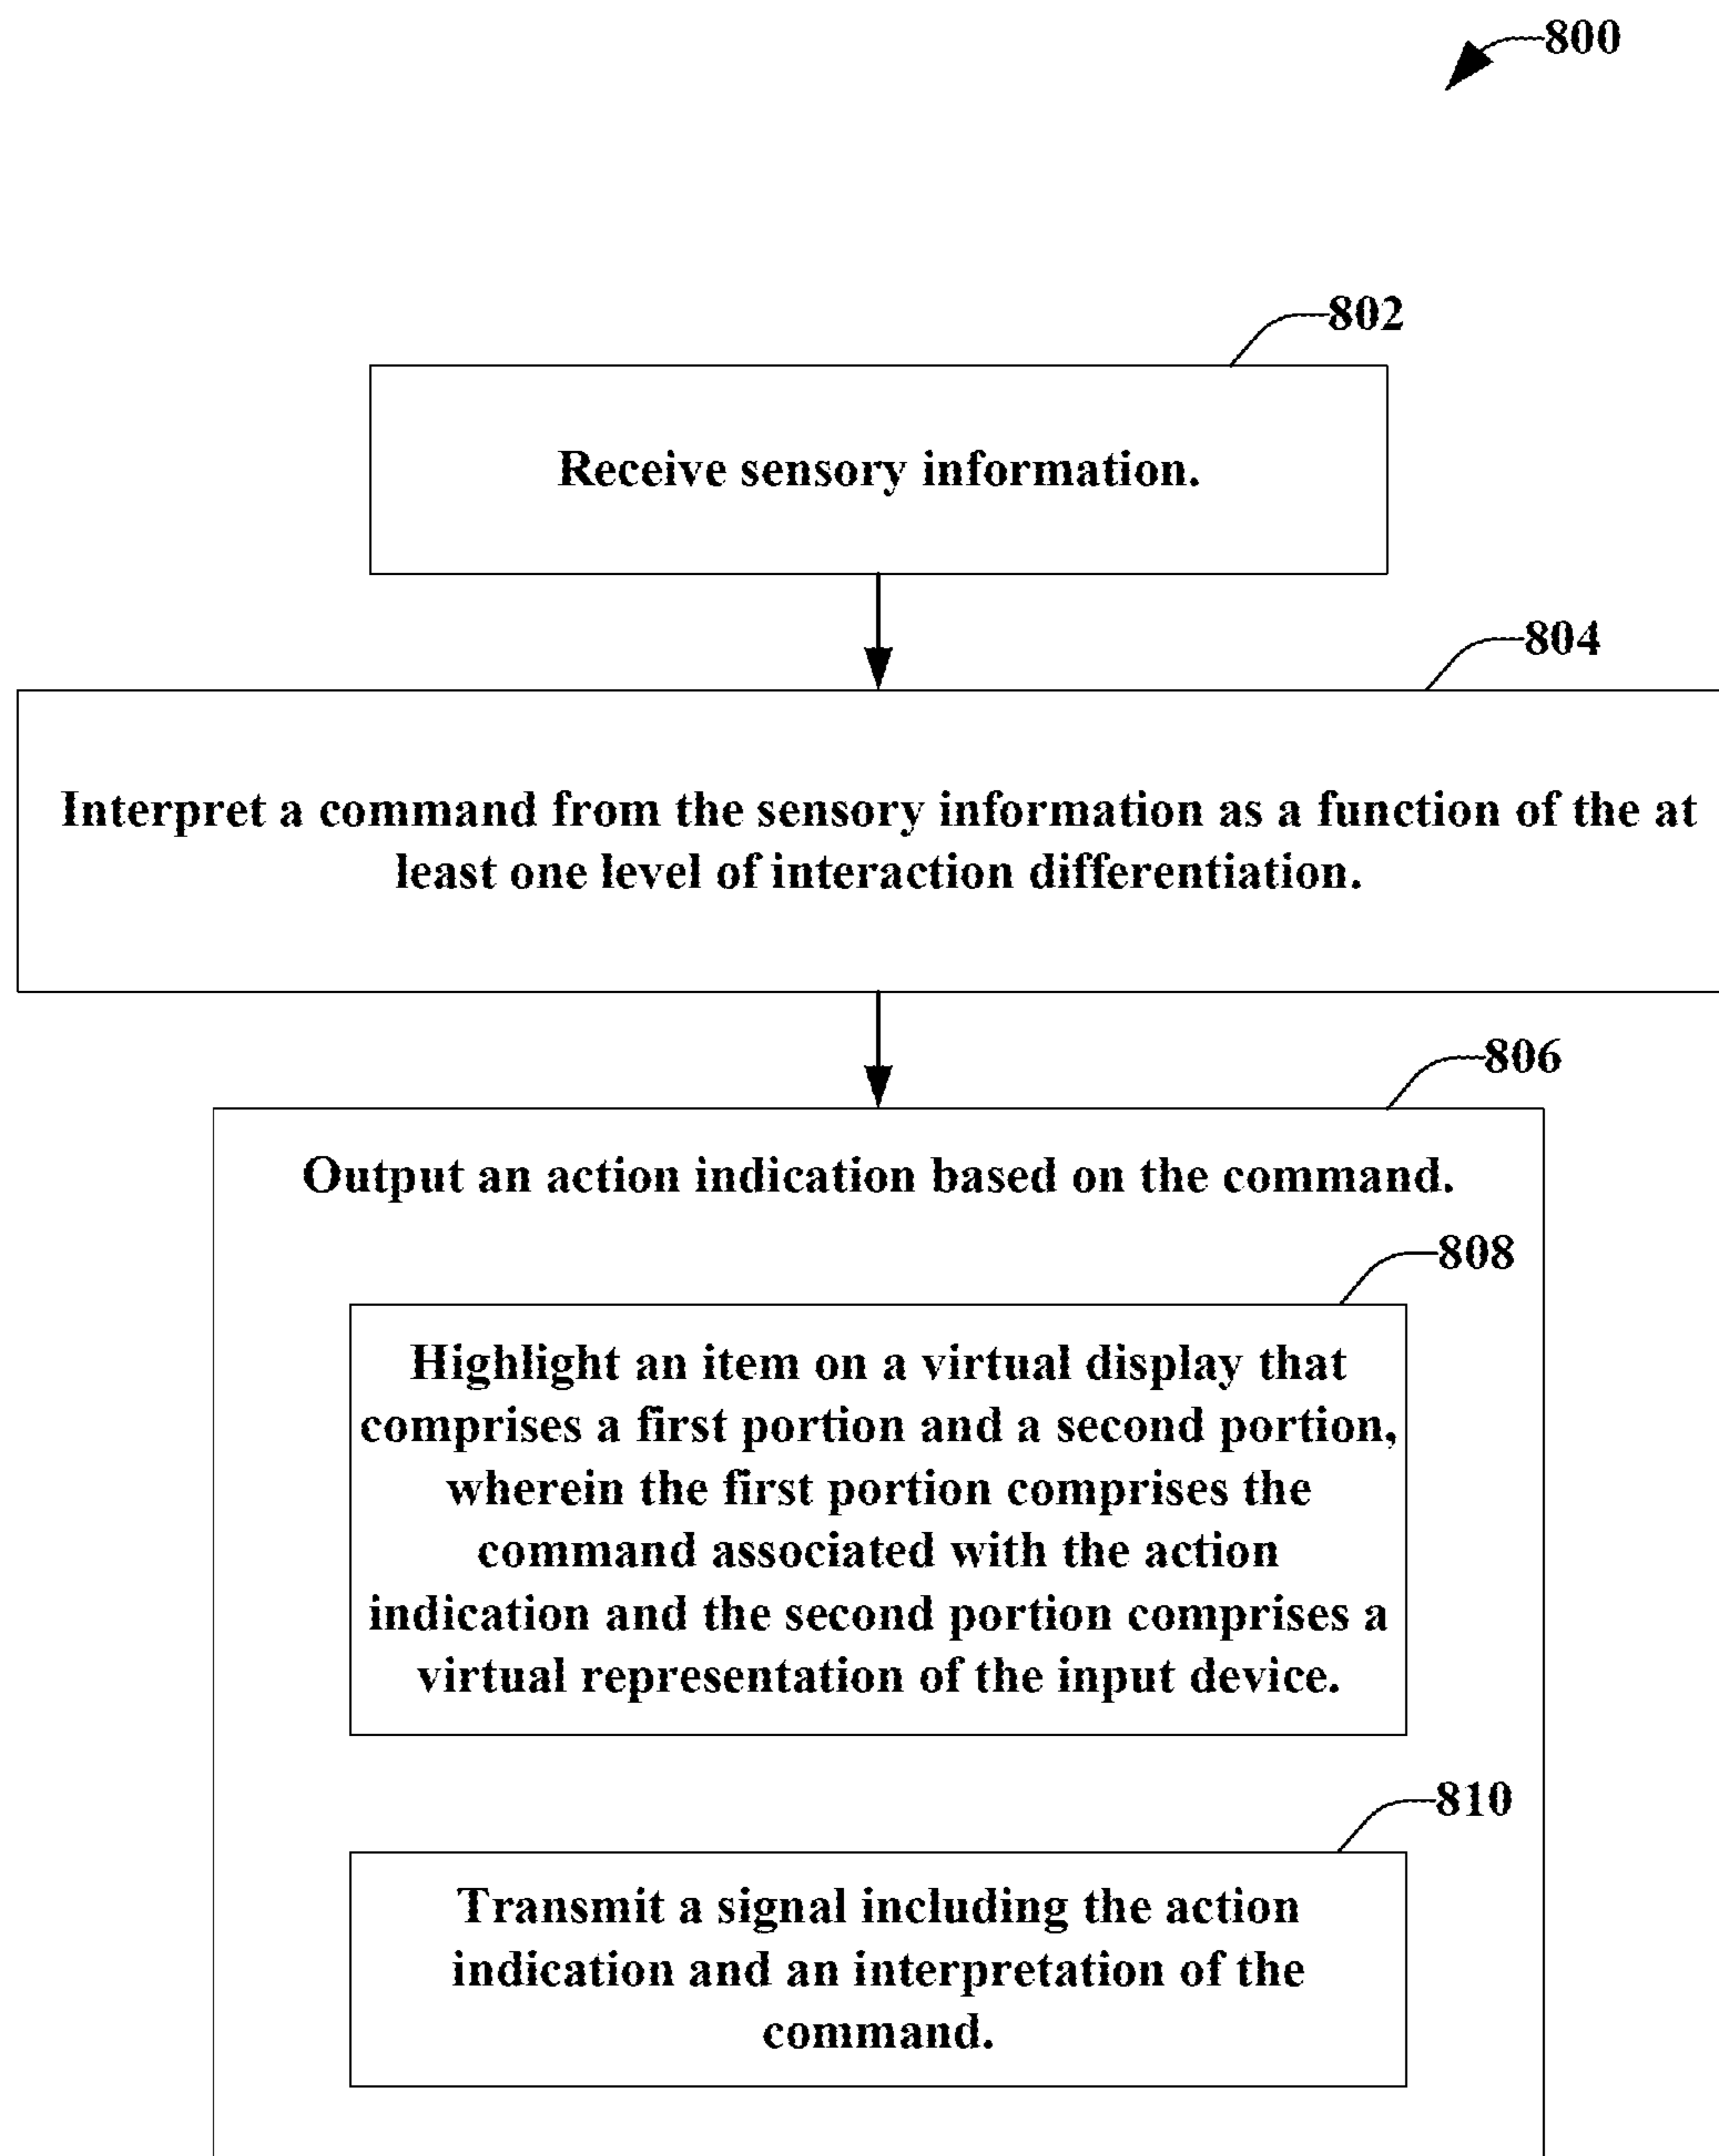 800
802
Receive sensory information.
804
Interpret a command from the sensory information as a function of the at
least one level of interaction differentiation.
806
Output an action indication based on the command.
808
Highlight an item on a virtual display that
comprises a first portion and a second portion,
wherein the first portion comprises the
command associated with the action
indication and the second portion comprises a
virtual representation of the input device.
810
Transmit a signal including the action
indication and an interpretation of the
command.